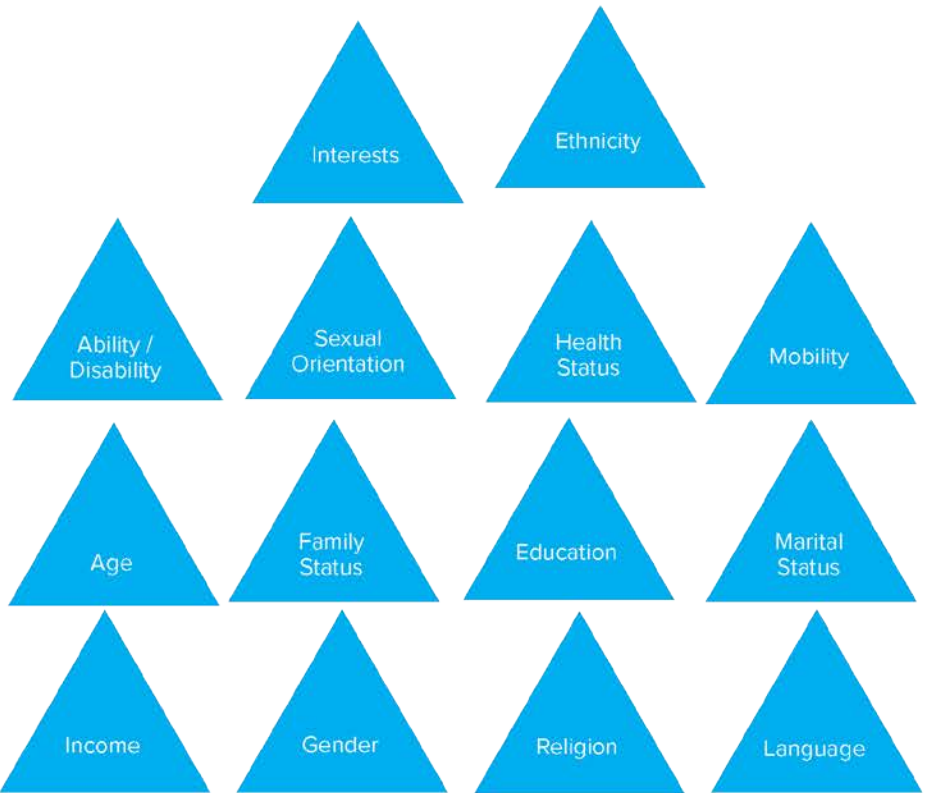 Interests
Ethnicity
Ability /
Disability
Sexual
Orientation
Health
Status
Mobility
Age
Family
Status
Education
Marital
Status
Income
Gender
Religion
Language